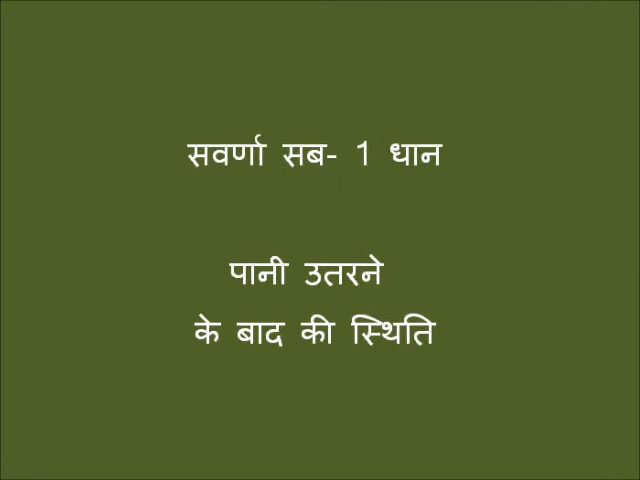 सवर्णा सब- 1 धान
पानी उतरने
के बाद की स्थिति